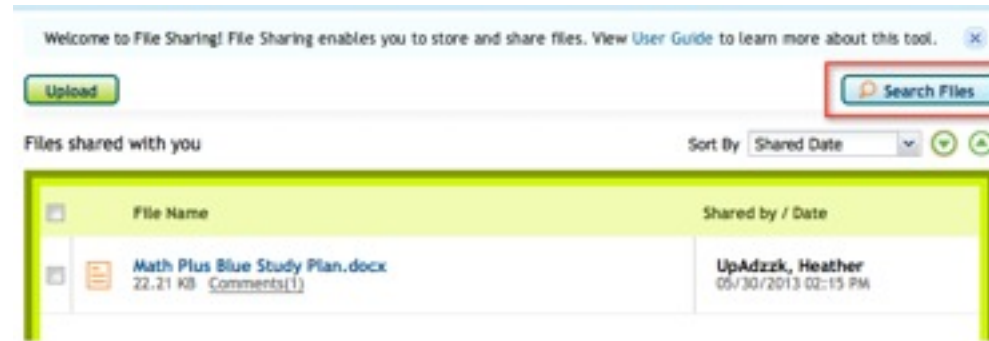 Welcome to File Sharing! File Sharing enables you to store and share files. View User Guide to learn more about this tool.
Upload
Search Files
Files shared with you
Sort By Shared Date
File Name
Shared by / Date
Math Plus Blue Study Plan.docx
UpAdzzk, Heather
22.21 KB Comments(1)
05/30/2013 02:15 PM